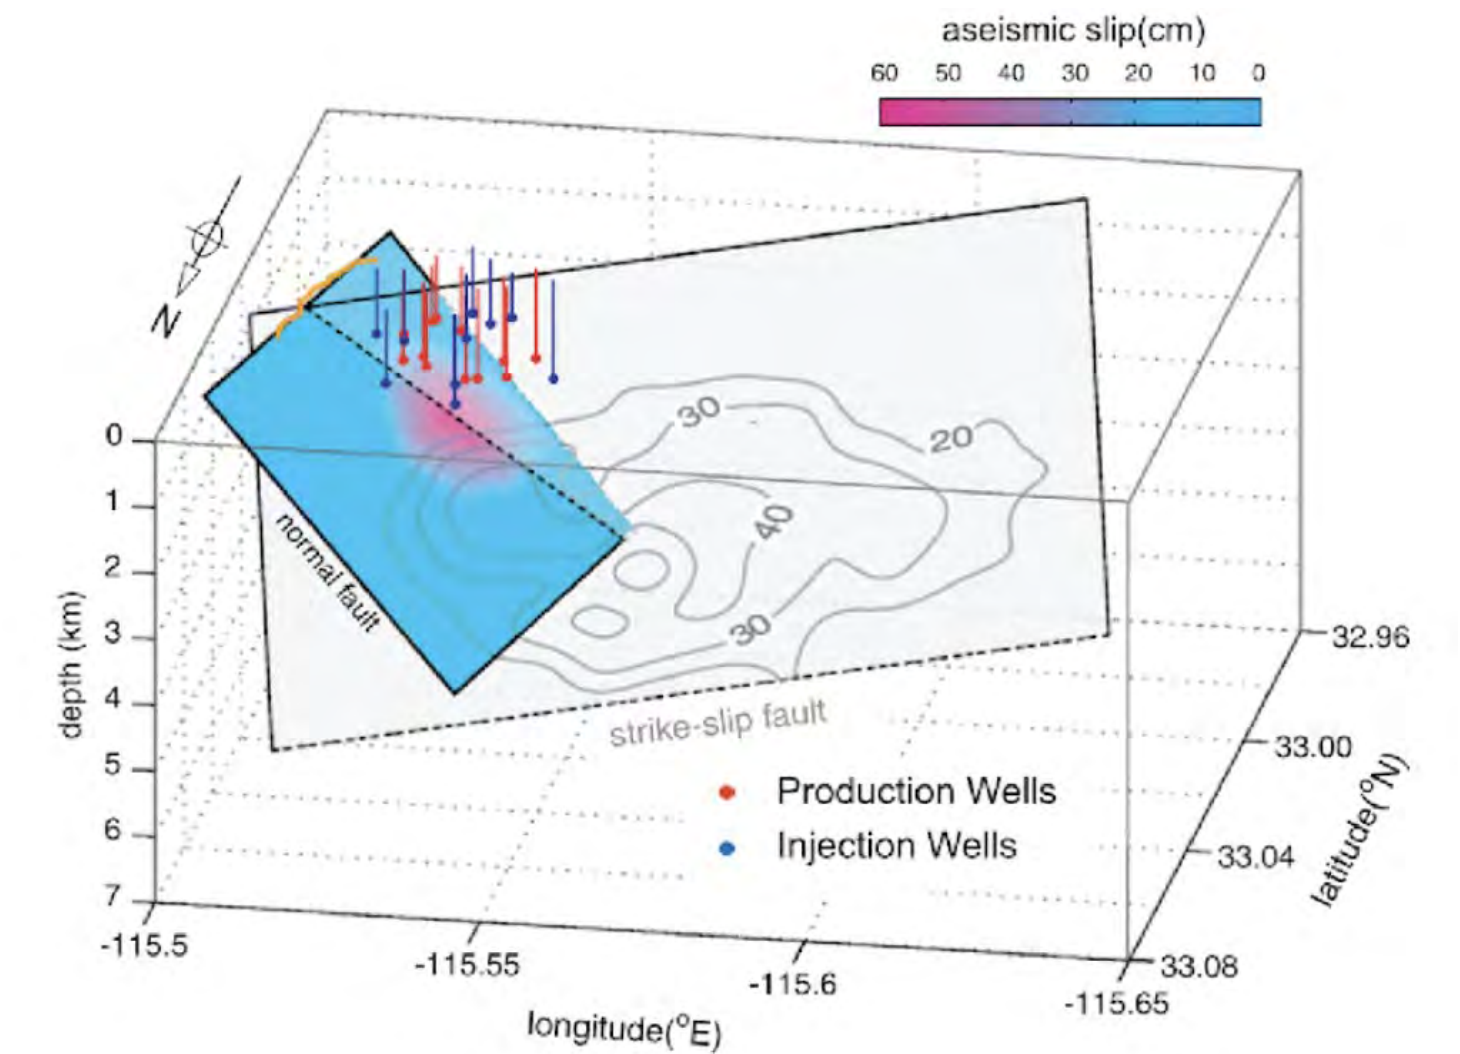 aseismic slip(cm)
60 50 40 30 20 10 0
N
30
20
40
30
normal fault
strike-slip fault
0
1
2
3
4
5
6
7
depth (km)
Production Wells
Injection Wells
32.96
33.00
33.04
33.08
latitude(°N)
-115.5
-115.55
-115.6
-115.65
longitude(°E)